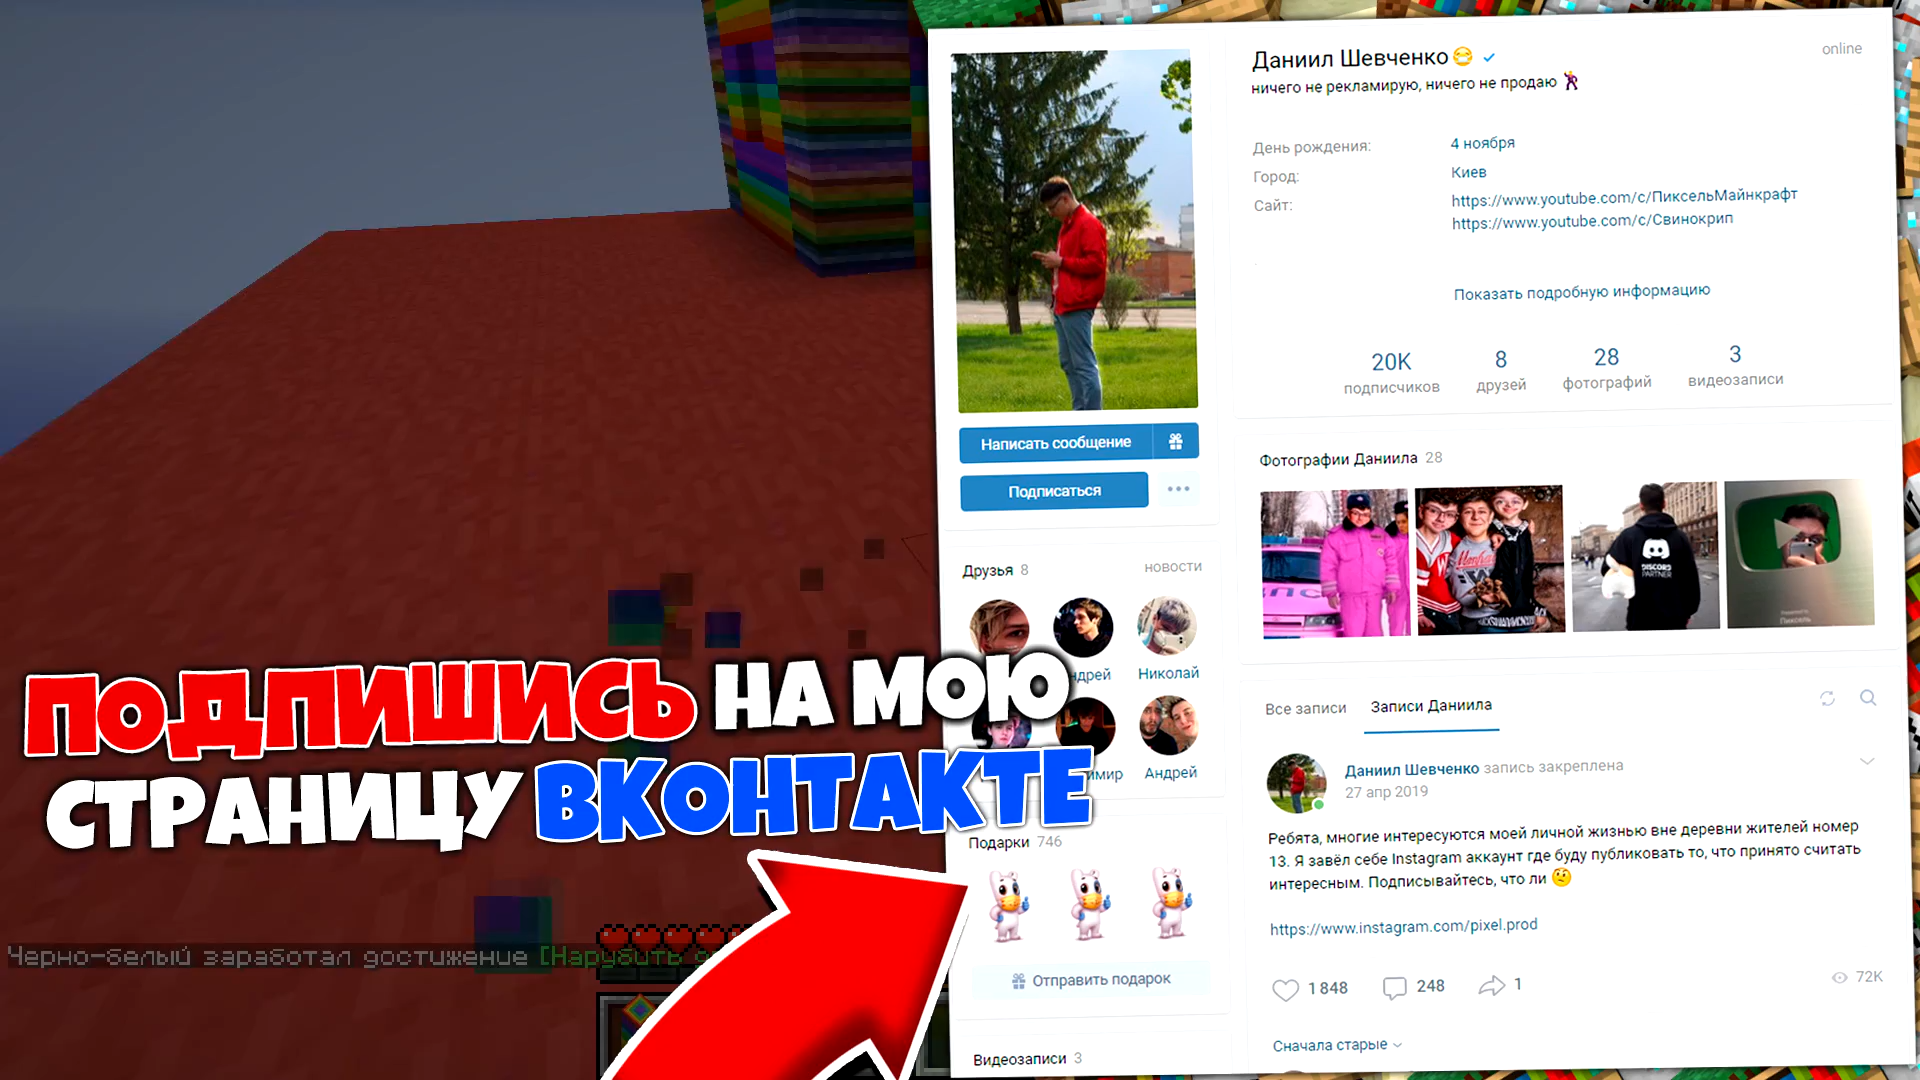 Даниил Шевченко
online
ничего не рекламирую, ничего не продаю
День рождения: 4 ноября
Город: Киев
Сайт: https://www.youtube.com/c/ПиксельМайнкрафт
https://www.youtube.com/c/Свинокрип
Показать подробную информацию
20K 8 28 3
подписчиков друзей фотографий видеозаписи
Написать сообщение
Подписаться
Фотографии Даниила 28
DISCORD
PARTNER
Друзья 8 новости
ндрей Николай
имир Андрей
ПОДПИШИСЬ НА МОЮ
СТРАНИЦУ ВКОНТАКТЕ
Подарки 746
Отправить подарок
Видеозаписи 3
Все записи Записи Даниила
Даниил Шевченко запись закреплена
27 апр 2019
Ребята, многие интересуются моей личной жизнью вне деревни жителей номер
13. Я завёл себе Instagram аккаунт где буду публиковать то, что принято считать
интересным. Подписывайтесь, что ли
https://www.instagram.com/pixel.prod
1 848 248 1 72K
Сначала старые
Черно-белый заработал достижение [Нарубить